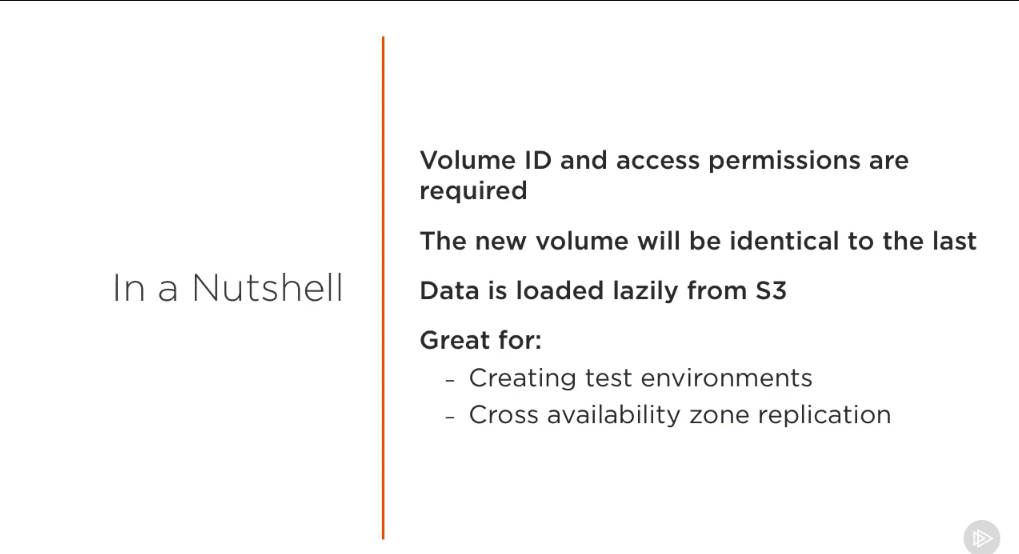 In a Nutshell
Volume ID and access permissions are
required
The new volume will be identical to the last
Data is loaded lazily from S3
Great for:
- Creating test environments
- Cross availability zone replication